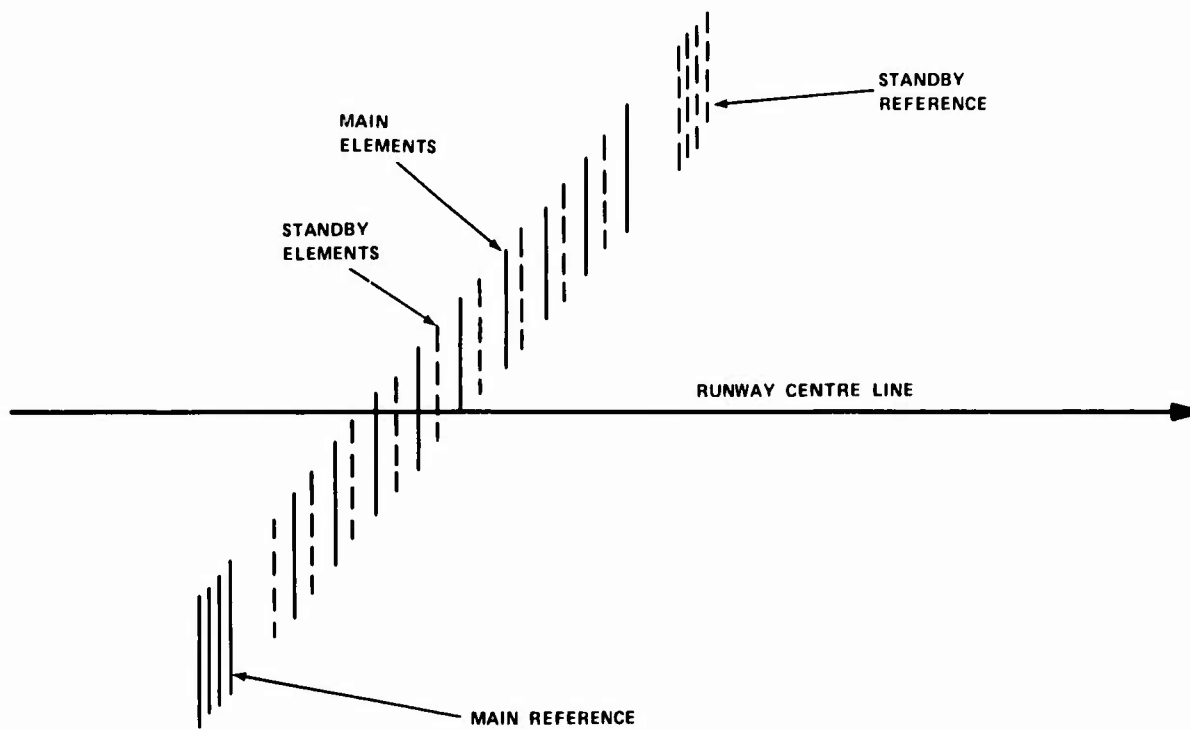 STANDBY
REFERENCE
MAIN
ELEMENTS
STANDBY
ELEMENTS
RUNWAY CENTRE LINE
MAIN REFERENCE